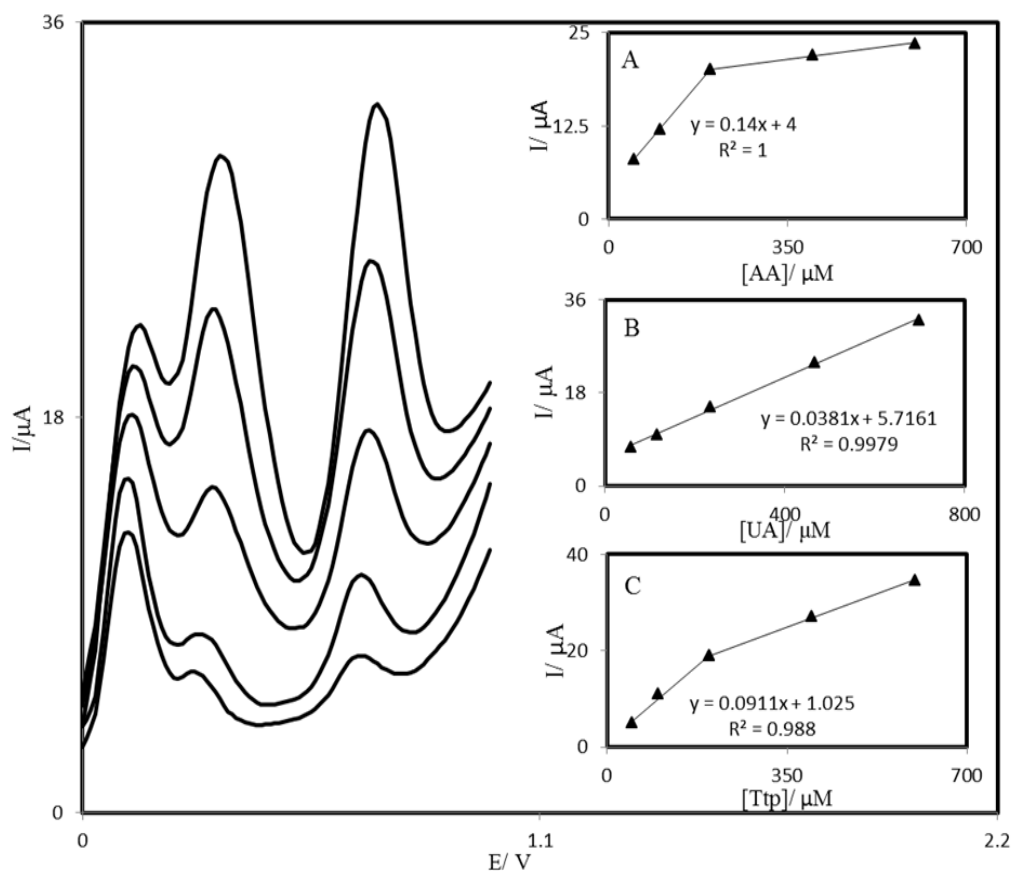 36
18
0
I/µA
0
1.1
2.2
E/ V
A
25
12.5
0
I/ µA
y = 0.14x + 4
R² = 1
0
350
700
[AA]/ µM
B
36
18
0
I/ µA
y = 0.0381x + 5.7161
R² = 0.9979
0
400
800
[UA]/ µM
C
40
20
0
I/ µA
y = 0.0911x + 1.025
R² = 0.988
0
350
700
[Ttp]/ µM